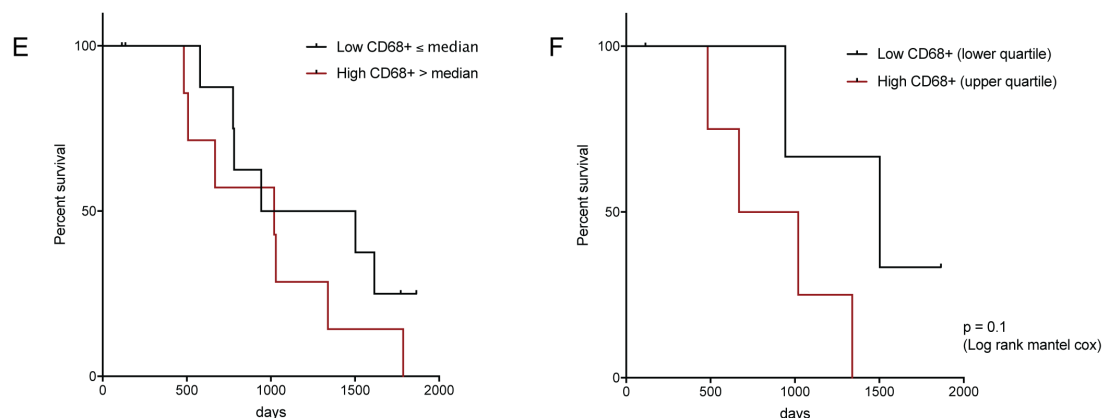 E
Low CD68+ ≤ median
High CD68+ > median
Percent survival
100
50
0
0 500 1000 1500 2000
days
F
Low CD68+ (lower quartile)
High CD68+ (upper quartile)
Percent survival
100
50
0
0 500 1000 1500 2000
days
p = 0.1
(Log rank mantel cox)